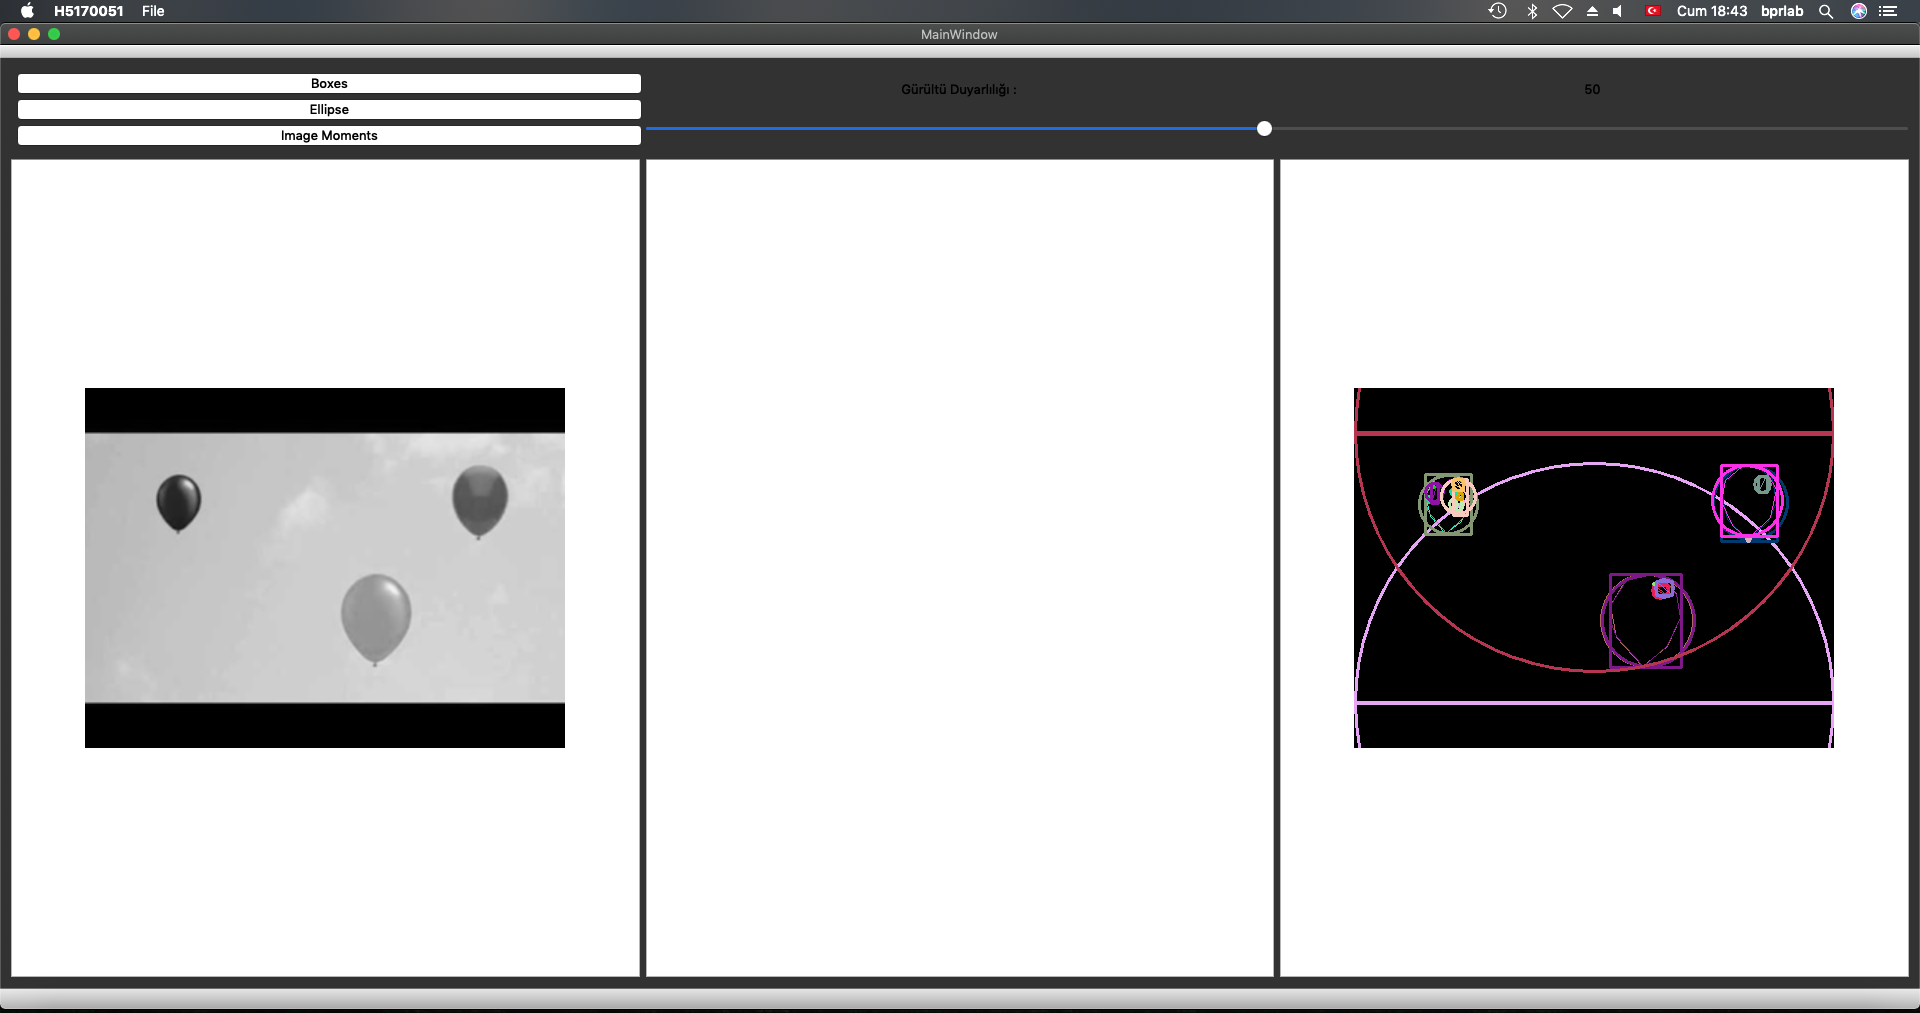 H5170051 File Cum 18:43 bprlab
MainWindow
Boxes
Ellipse
Image Moments
Gürültü Duyarlılığı : 50